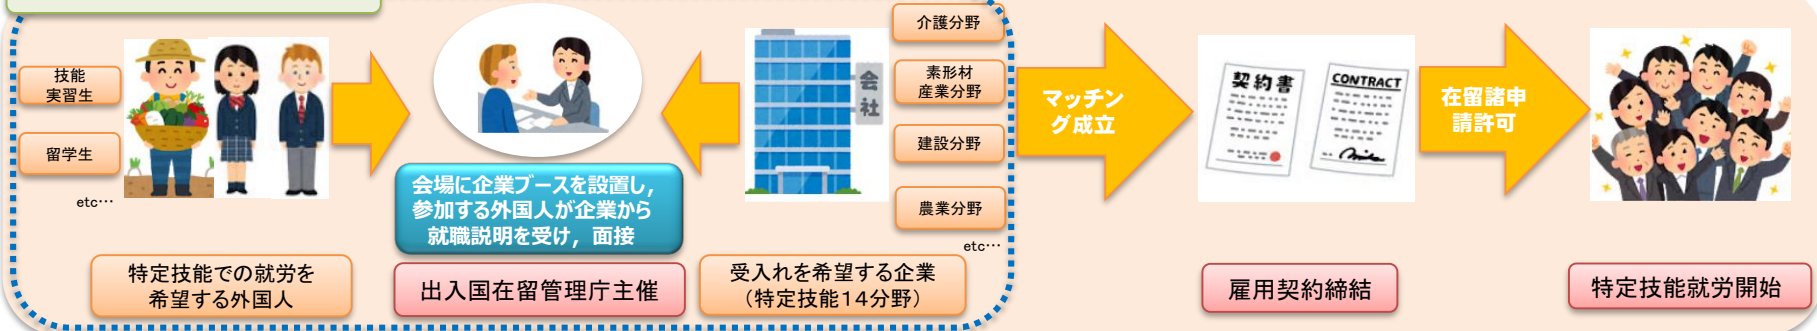 技能
実習生
留学生
etc…
特定技能での就労を
希望する外国人
会場に企業ブースを設置し，
参加する外国人が企業から
就職説明を受け，面接
出入国在留管理庁主催
会社
介護分野
素形材
産業分野
建設分野
農業分野
etc…
受入れを希望する企業
（特定技能１４分野）
マッチン
グ成立
契約書
CONTRACT
雇用契約締結
在留諸申
請許可
特定技能就労開始